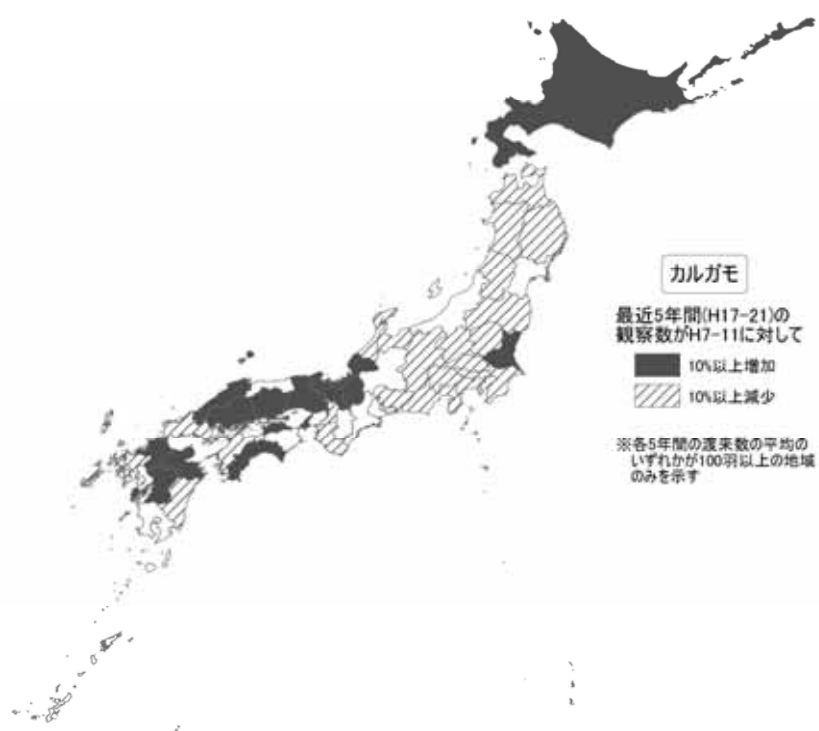 カルガモ
最近5年間(H17-21)の
観察数がH7-11に対して
10%以上増加
10%以上減少
※各5年間の渡来数の平均の
いずれかが100羽以上の地域
のみを示す